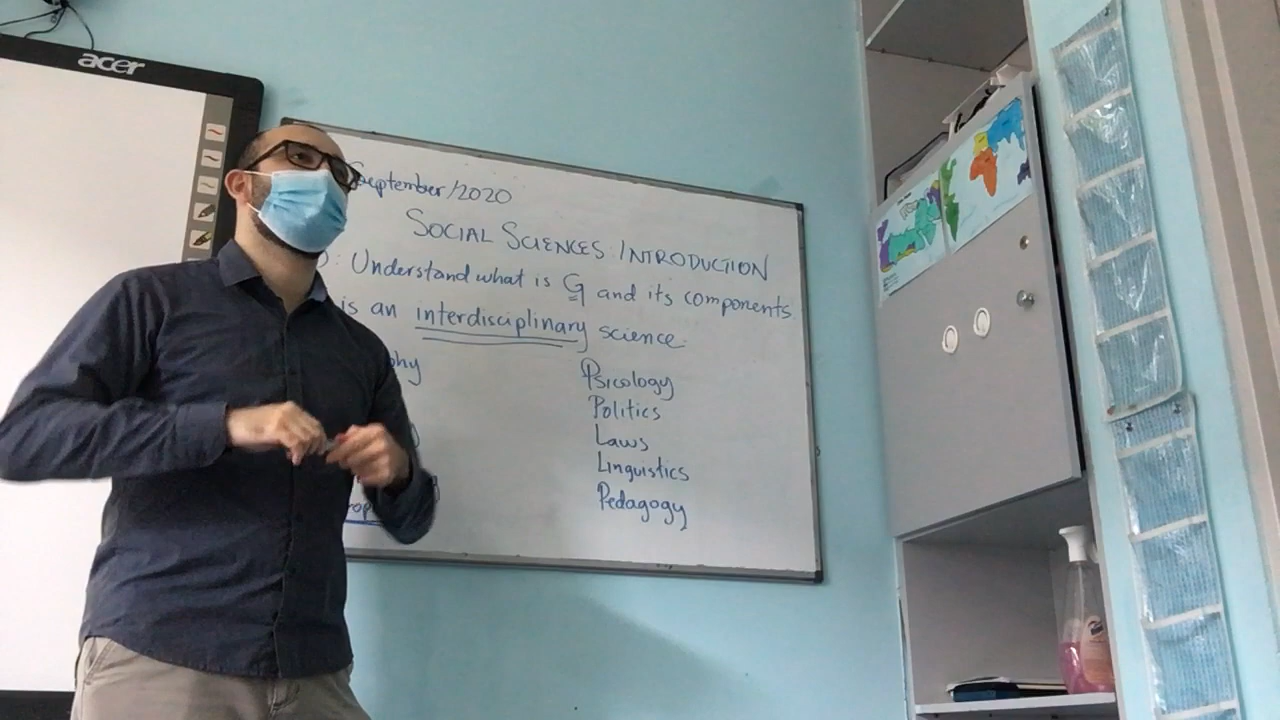 acer
September/2020
SOCIAL SCIENCES: INTRODUCTION
: Understand what is G and its components
is an interdisciplinary science.
phy
Psicology
Politics
Laws
Linguistics
Pedagogy